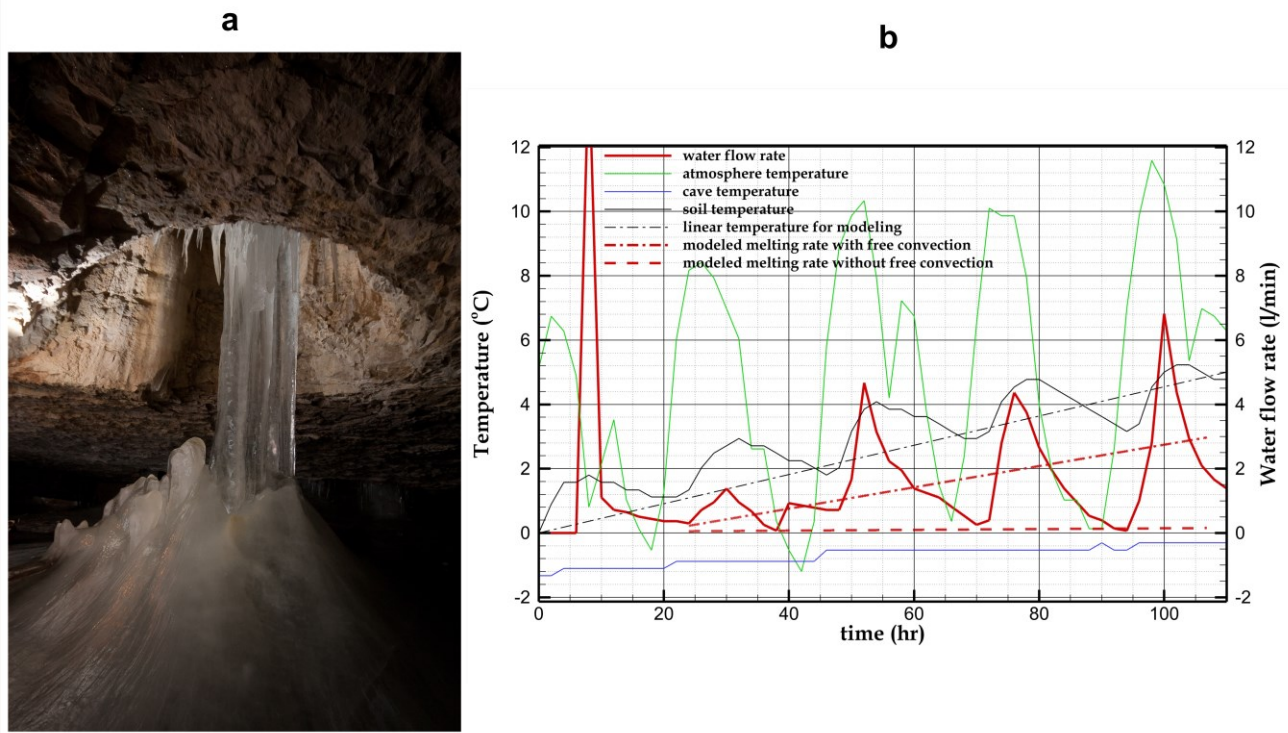 a
b
12
10
8
6
4
2
0
-2
Temperature (°C)
water flow rate
atmosphere temperature
cave temperature
soil temperature
linear temperature for modeling
modeled melting rate with free convection
modeled melting rate without free convection
12
10
8
6
4
2
0
-2
Water flow rate (l/min)
0 20 40 60 80 100
time (hr)